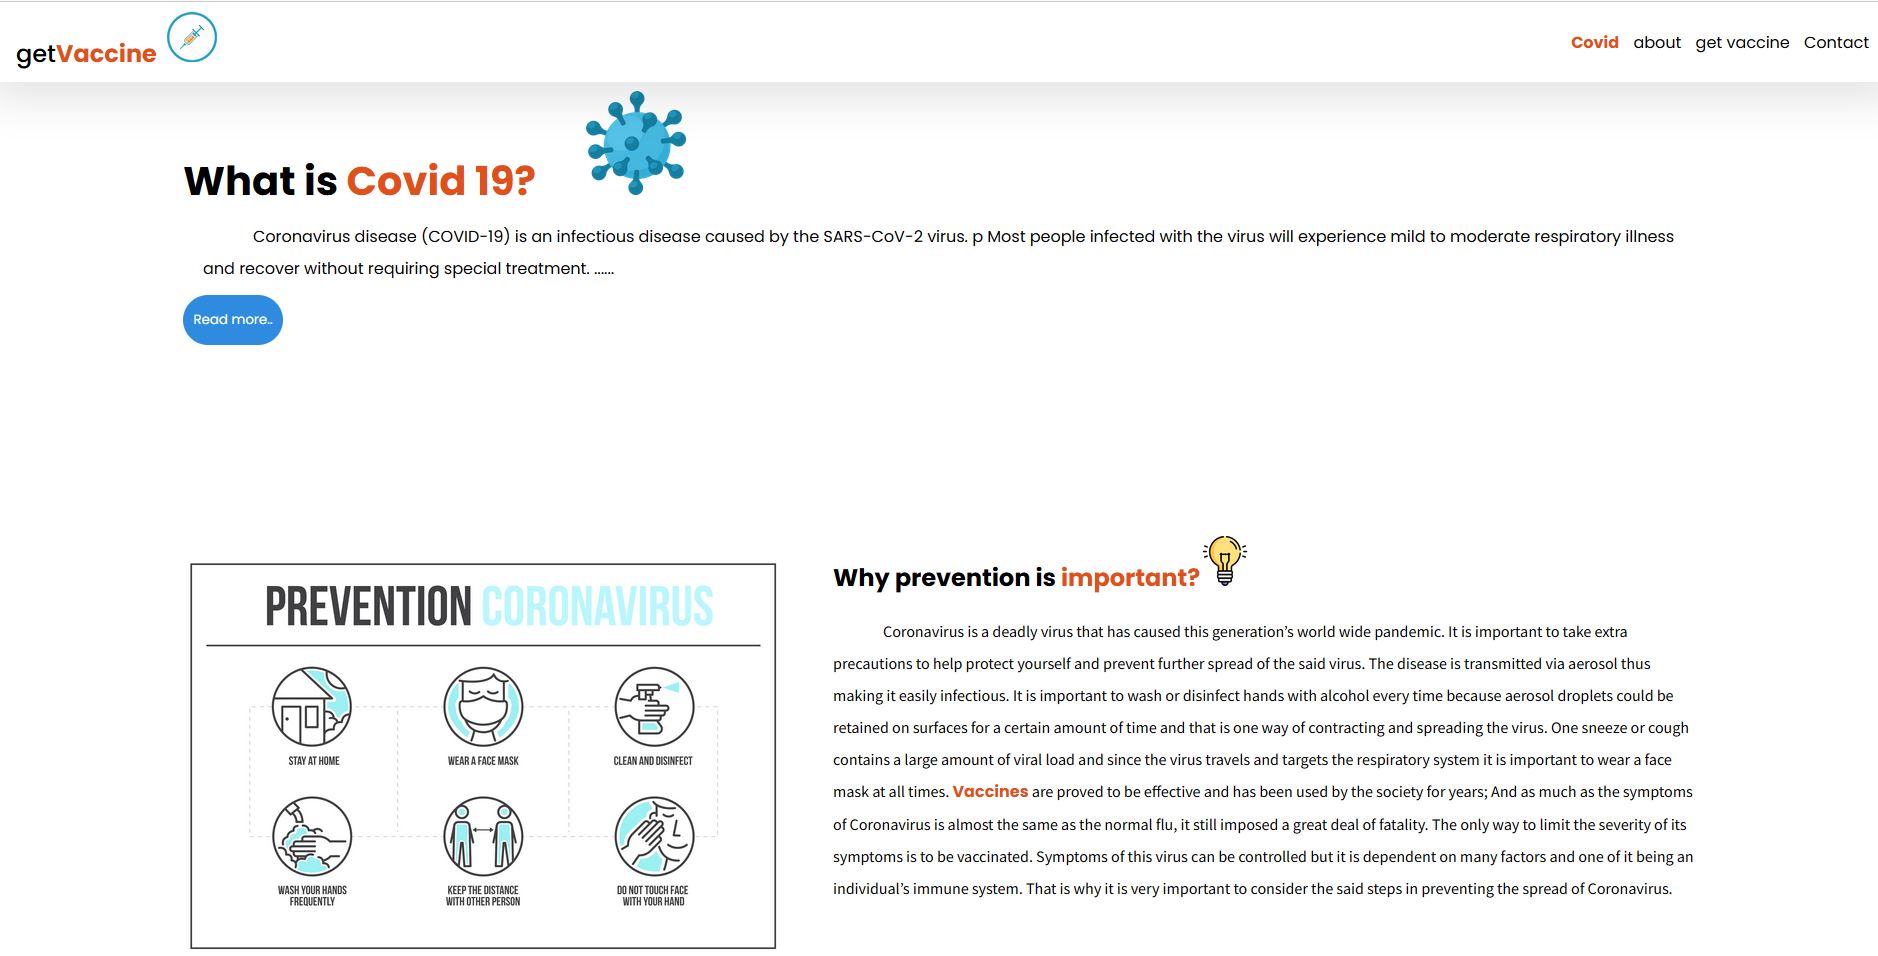 getVaccine
Covid about get vaccine Contact
What is Covid 19?
Coronavirus disease (COVID-19) is an infectious disease caused by the SARS-CoV-2 virus. p Most people infected with the virus will experience mild to moderate respiratory illness
and recover without requiring special treatment. ......
Read more..
PREVENTION CORONAVIRUS
STAY AT HOME
WEAR A FACE MASK
CLEAN AND DISINFECT
WASH YOUR HANDS
FREQUENTLY
KEEP THE DISTANCE
WITH OTHER PERSON
DO NOT TOUCH FACE
WITH YOUR HAND
Why prevention is important?
Coronavirus is a deadly virus that has caused this generation’s world wide pandemic. It is important to take extra
precautions to help protect yourself and prevent further spread of the said virus. The disease is transmitted via aerosol thus
making it easily infectious. It is important to wash or disinfect hands with alcohol every time because aerosol droplets could be
retained on surfaces for a certain amount of time and that is one way of contracting and spreading the virus. One sneeze or cough
contains a large amount of viral load and since the virus travels and targets the respiratory system it is important to wear a face
mask at all times. Vaccines are proved to be effective and has been used by the society for years; And as much as the symptoms
of Coronavirus is almost the same as the normal flu, it still imposed a great deal of fatality. The only way to limit the severity of its
symptoms is to be vaccinated. Symptoms of this virus can be controlled but it is dependent on many factors and one of it being an
individual’s immune system. That is why it is very important to consider the said steps in preventing the spread of Coronavirus.